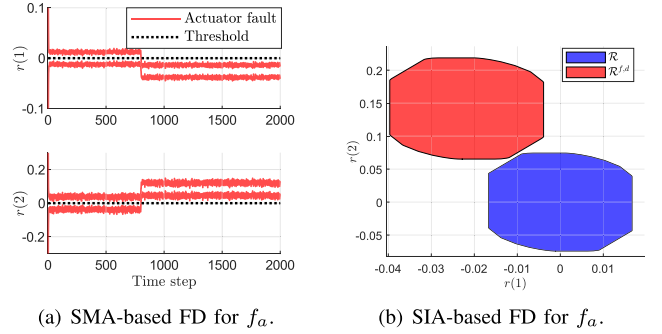 0.1
0
-0.1
r(1)
Actuator fault
Threshold
0 500 1000 1500 2000
0.2
0
-0.2
r(2)
0 500 1000 1500 2000
Time step
(a) SMA-based FD for $f_a$.
0.2
0.15
0.1
0.05
0
-0.05
r(2)
$\mathcal{R}$
$\mathcal{R}^{f,d}$
-0.04 -0.03 -0.02 -0.01 0 0.01
r(1)
(b) SIA-based FD for $f_a$.